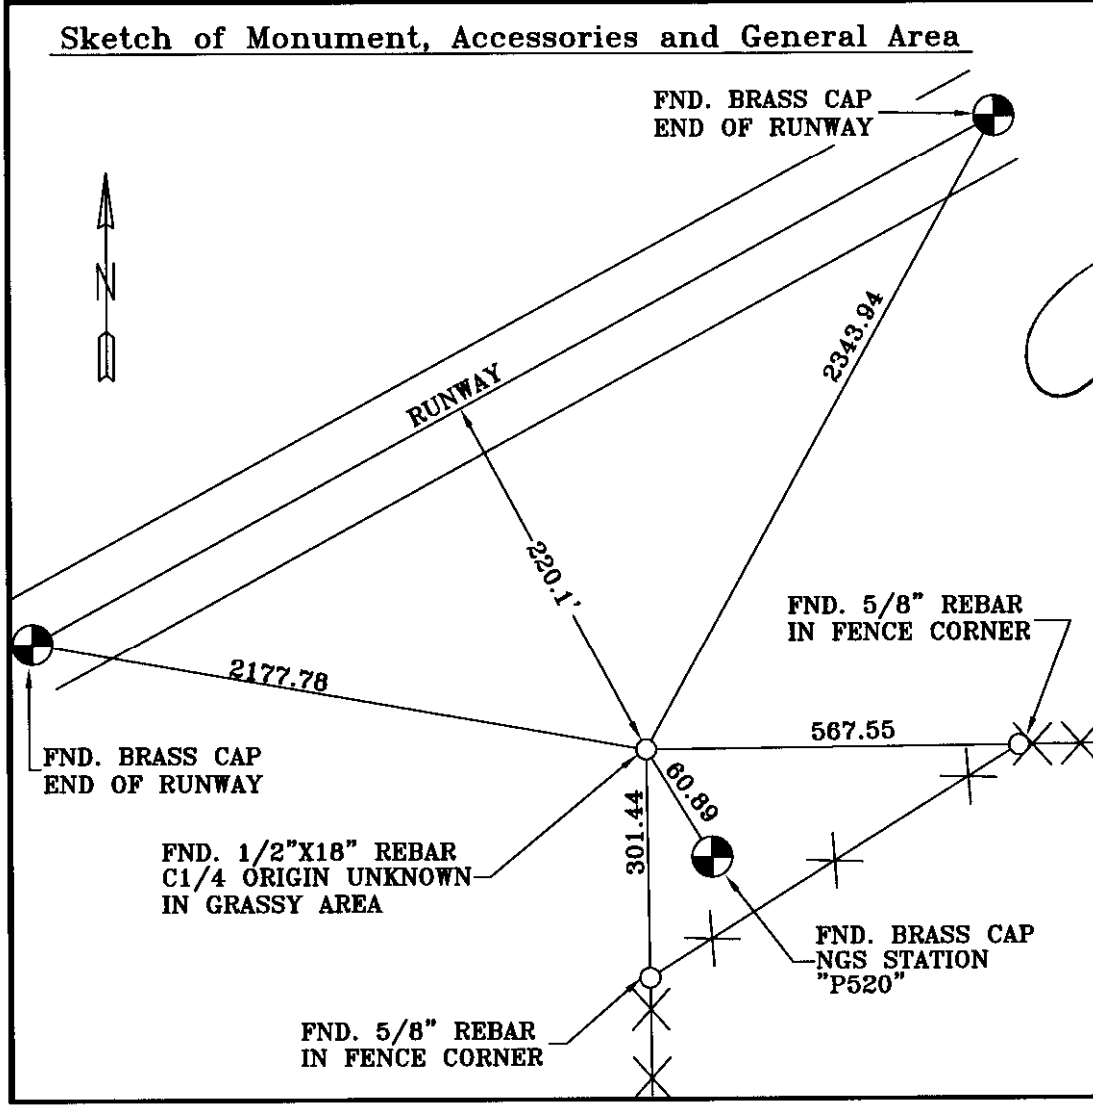 Sketch of Monument, Accessories and General Area
FND. BRASS CAP
END OF RUNWAY
N
2343.94
RUNWAY
220.1'
FND. 5/8" REBAR
IN FENCE CORNER
2177.78
567.55
FND. BRASS CAP
END OF RUNWAY
60.89
301.44
FND. 1/2"X18" REBAR
C1/4 ORIGIN UNKNOWN
IN GRASSY AREA
FND. BRASS CAP
NGS STATION
"P520"
FND. 5/8" REBAR
IN FENCE CORNER